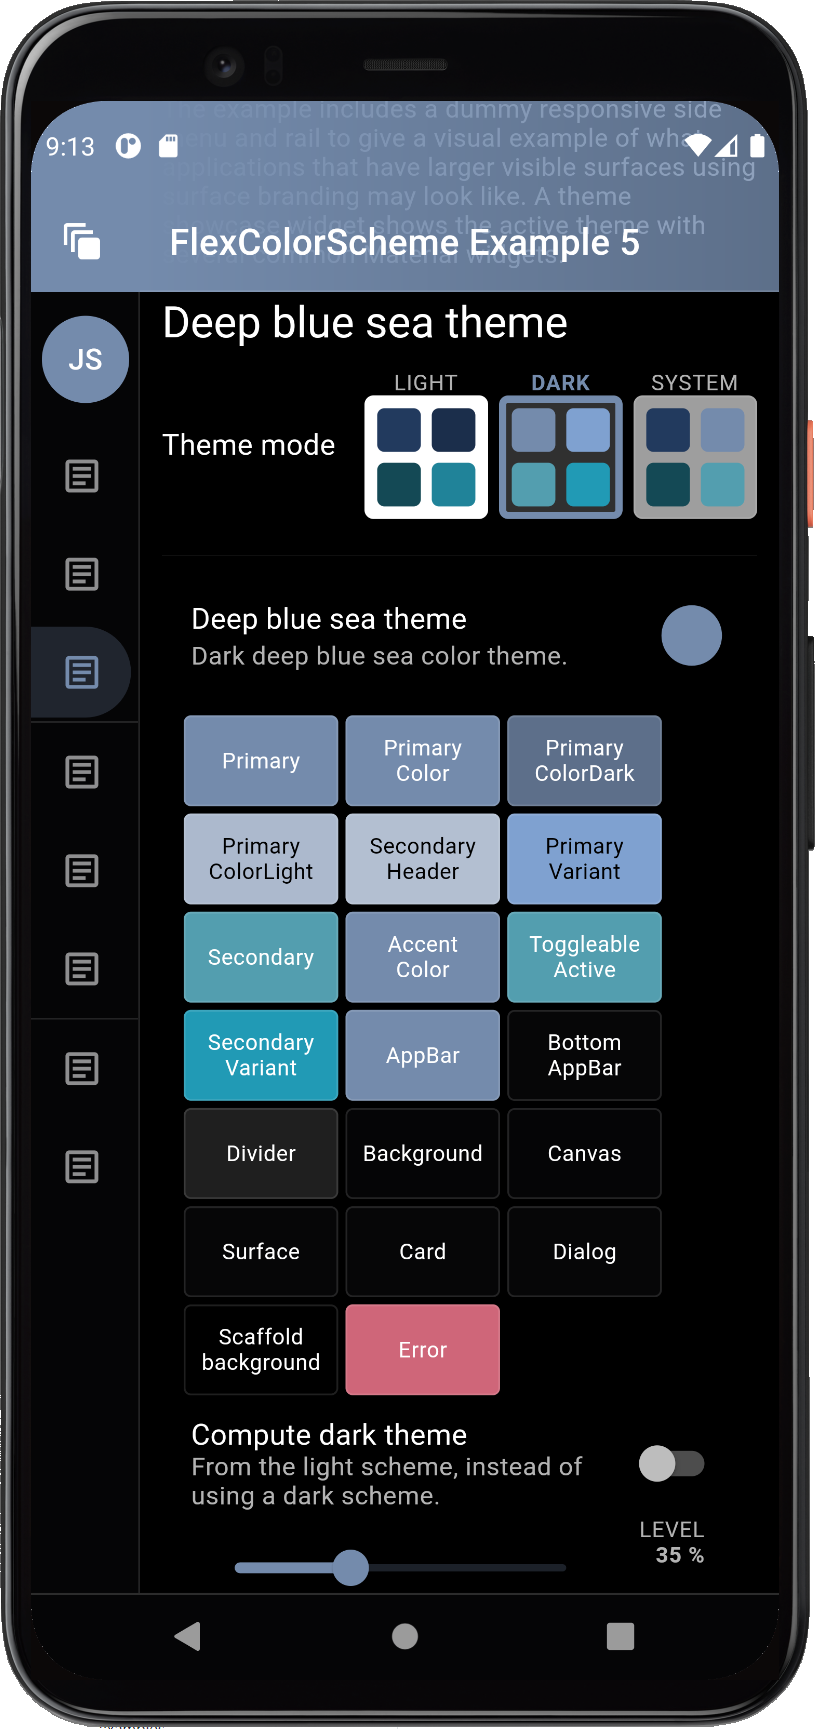 The example includes a dummy responsive side
9:13
menu and rail to give a visual example of what
applications that have larger visible surfaces using
surface branding may look like. A theme
showcase widget shows the active theme with
FlexColorScheme Example 5
common Material widgets.
Deep blue sea theme
JS
LIGHT
DARK
SYSTEM
Theme mode
Deep blue sea theme
Dark deep blue sea color theme.
Primary
Primary
Color
Primary
ColorDark
Primary
ColorLight
Secondary
Header
Primary
Variant
Secondary
Accent
Color
Toggleable
Active
Secondary
Variant
AppBar
Bottom
AppBar
Divider
Background
Canvas
Surface
Card
Dialog
Scaffold
background
Error
Compute dark theme
From the light scheme, instead of
using a dark scheme.
LEVEL
35 %